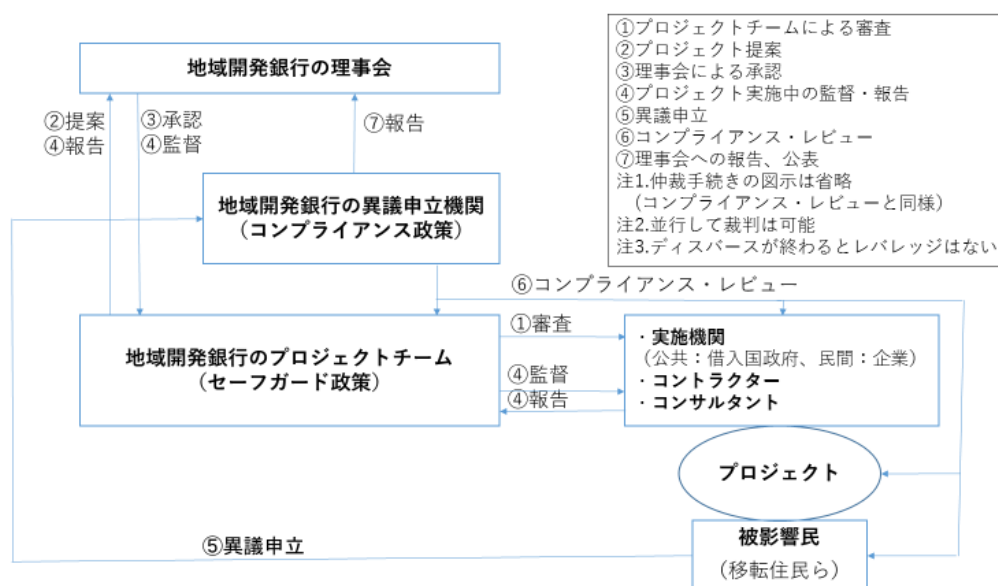 地域開発銀行の理事会
①プロジェクトチームによる審査
②プロジェクト提案
③理事会による承認
④プロジェクト実施中の監督・報告
⑤異議申立
⑥コンプライアンス・レビュー
⑦理事会への報告、公表
注1.仲裁手続きの図示は省略
（コンプライアンス・レビューと同様）
注2.並行して裁判は可能
注3.ディスバースが終わるとレバレッジはない
②提案
④報告
③承認
④監督
⑦報告
地域開発銀行の異議申立機関
（コンプライアンス政策）
⑥コンプライアンス・レビュー
地域開発銀行のプロジェクトチーム
（セーフガード政策）
①審査
④監督
④報告
・実施機関
（公共：借入国政府、民間：企業）
・コントラクター
・コンサルタント
プロジェクト
⑤異議申立
被影響民
（移転住民ら）